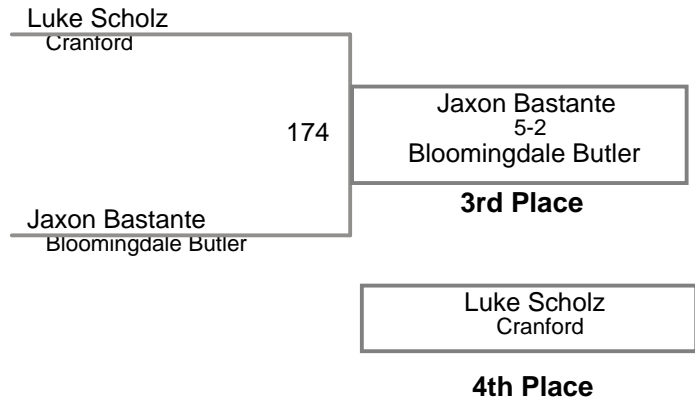 Luke Scholz
Cranford
174
Jaxon Bastante
5-2
Bloomingdale Butler
3rd Place
Jaxon Bastante
Bloomingdale Butler
Luke Scholz
Cranford
4th Place